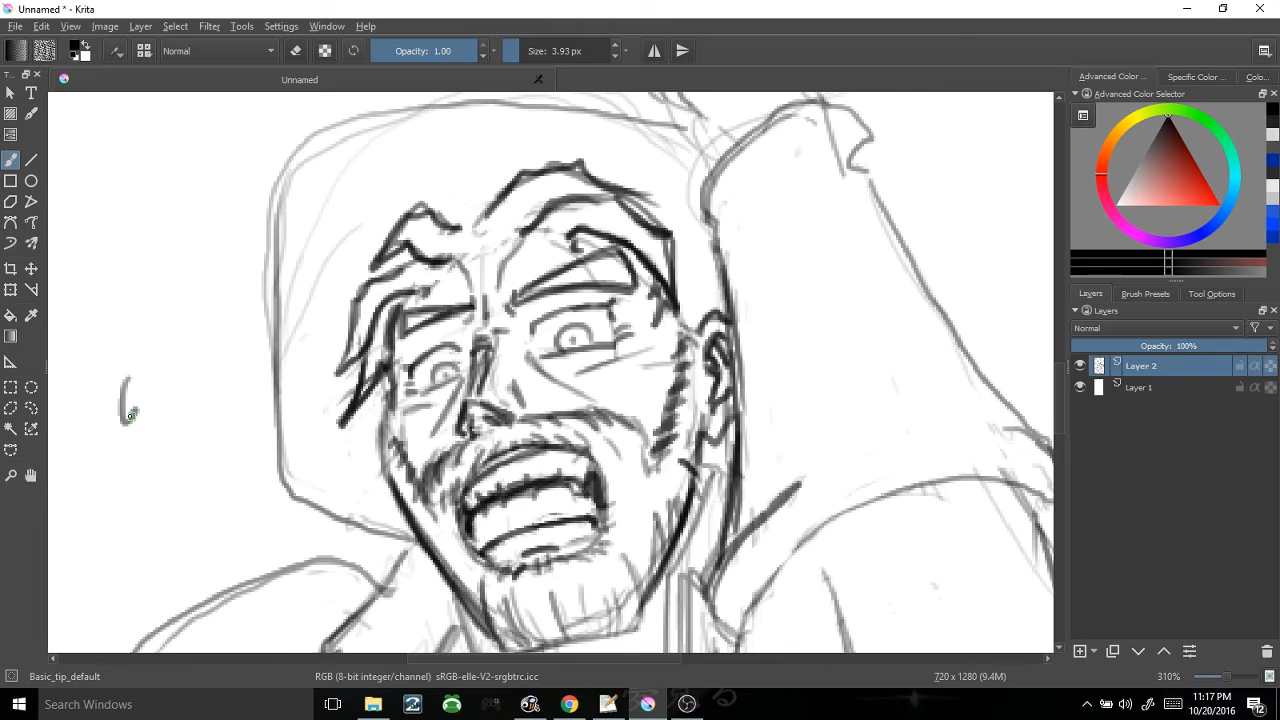 Unnamed * - Krita
File Edit View Image Layer Select Filter Tools Settings Window Help
Normal Opacity: 1.00 Size: 3.93 px
Unnamed
T...
Advanced Color ... Specific Color ... Colo...
Advanced Color Selector
Layers Brush Presets Tool Options
Layers
Normal
Opacity: 100%
Layer 2
Layer 1
Basic_tip_default RGB (8-bit integer/channel) sRGB-elle-V2-srgbtrc.icc 720 x 1280 (9.4M) 310%
Search Windows
11:17 PM
10/20/2016